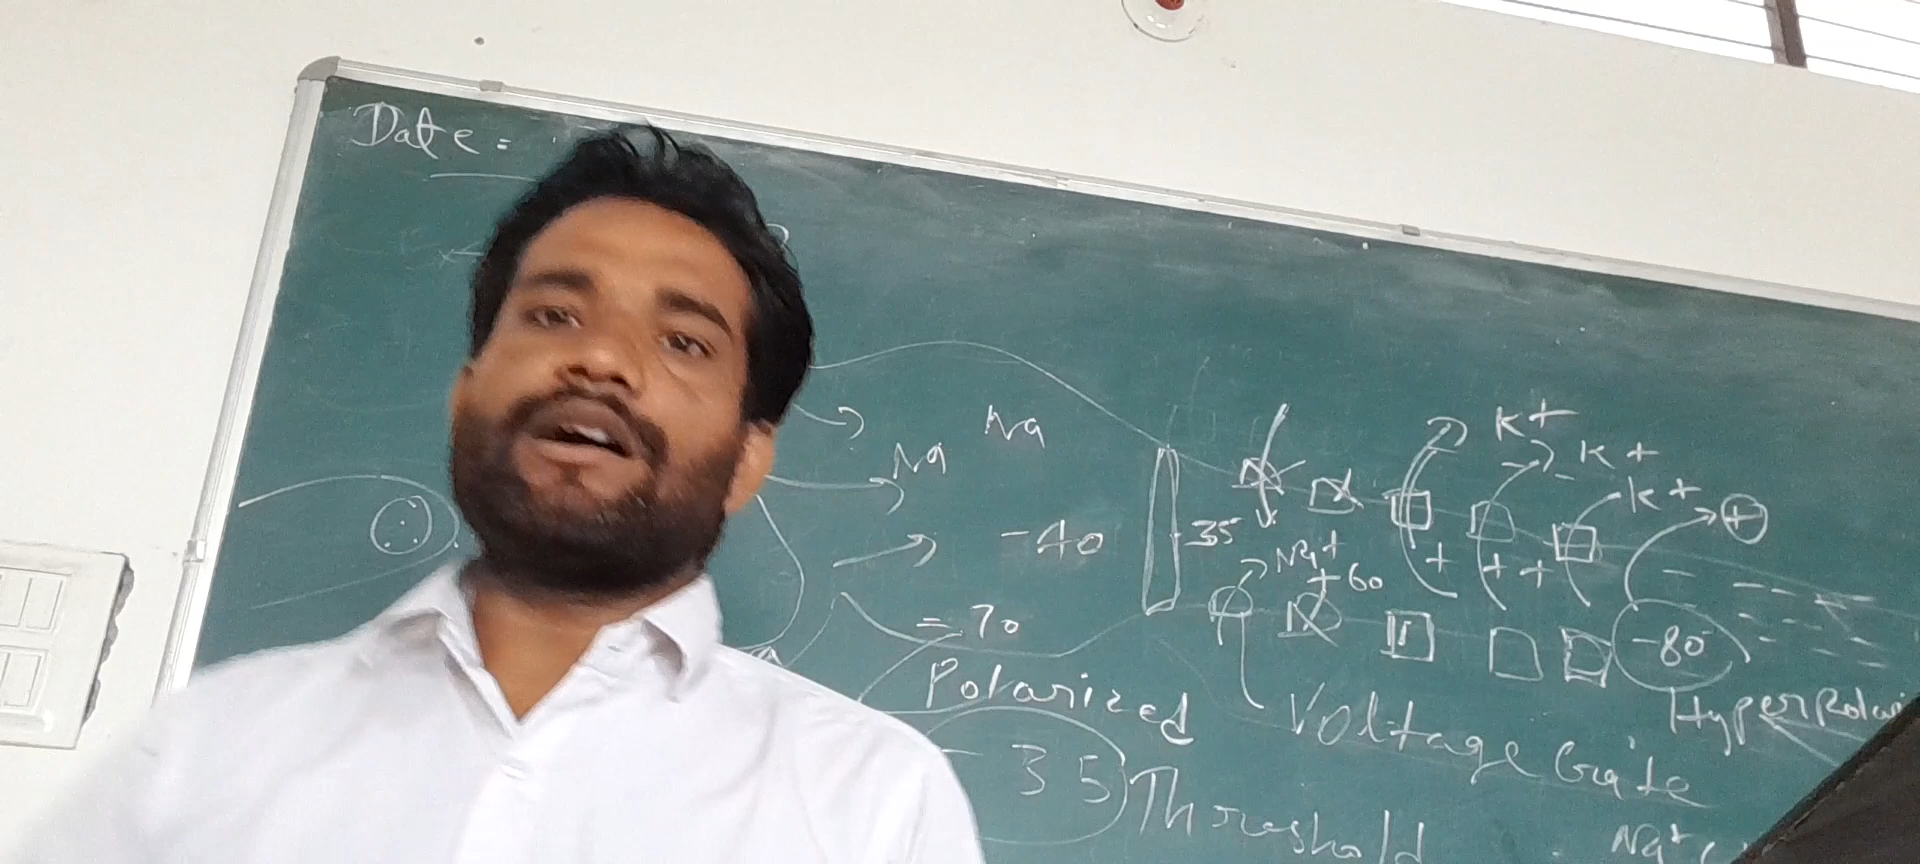 Date =
Na
Na
K+
K+
K+
+
-40
-35
Na+
+60
+ + +
= 70
-80
Polarized
Voltage Gate
Hyperpolari
- 35 Threshold
Na+